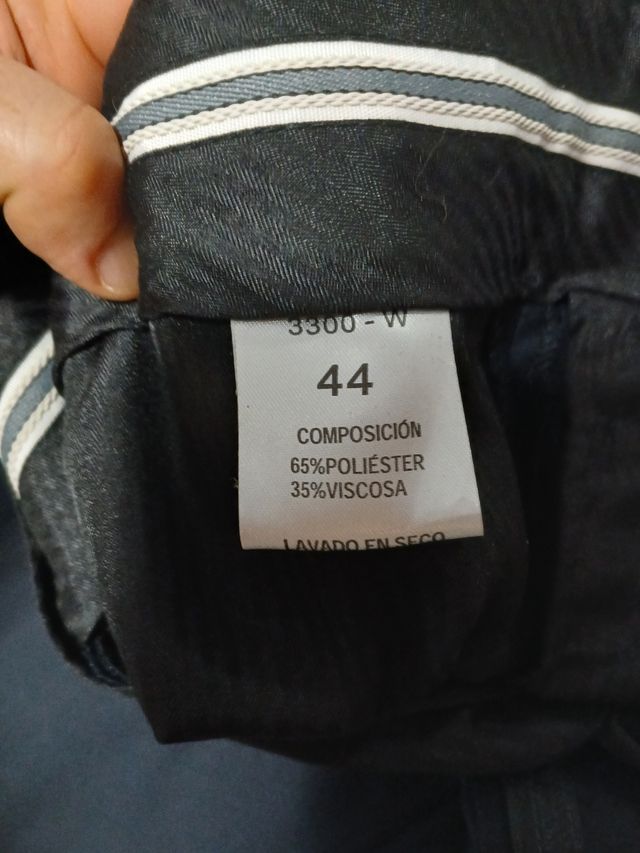 3300 - W
44
COMPOSICIÓN
65%POLIÉSTER
35%VISCOSA
LAVADO EN SECO